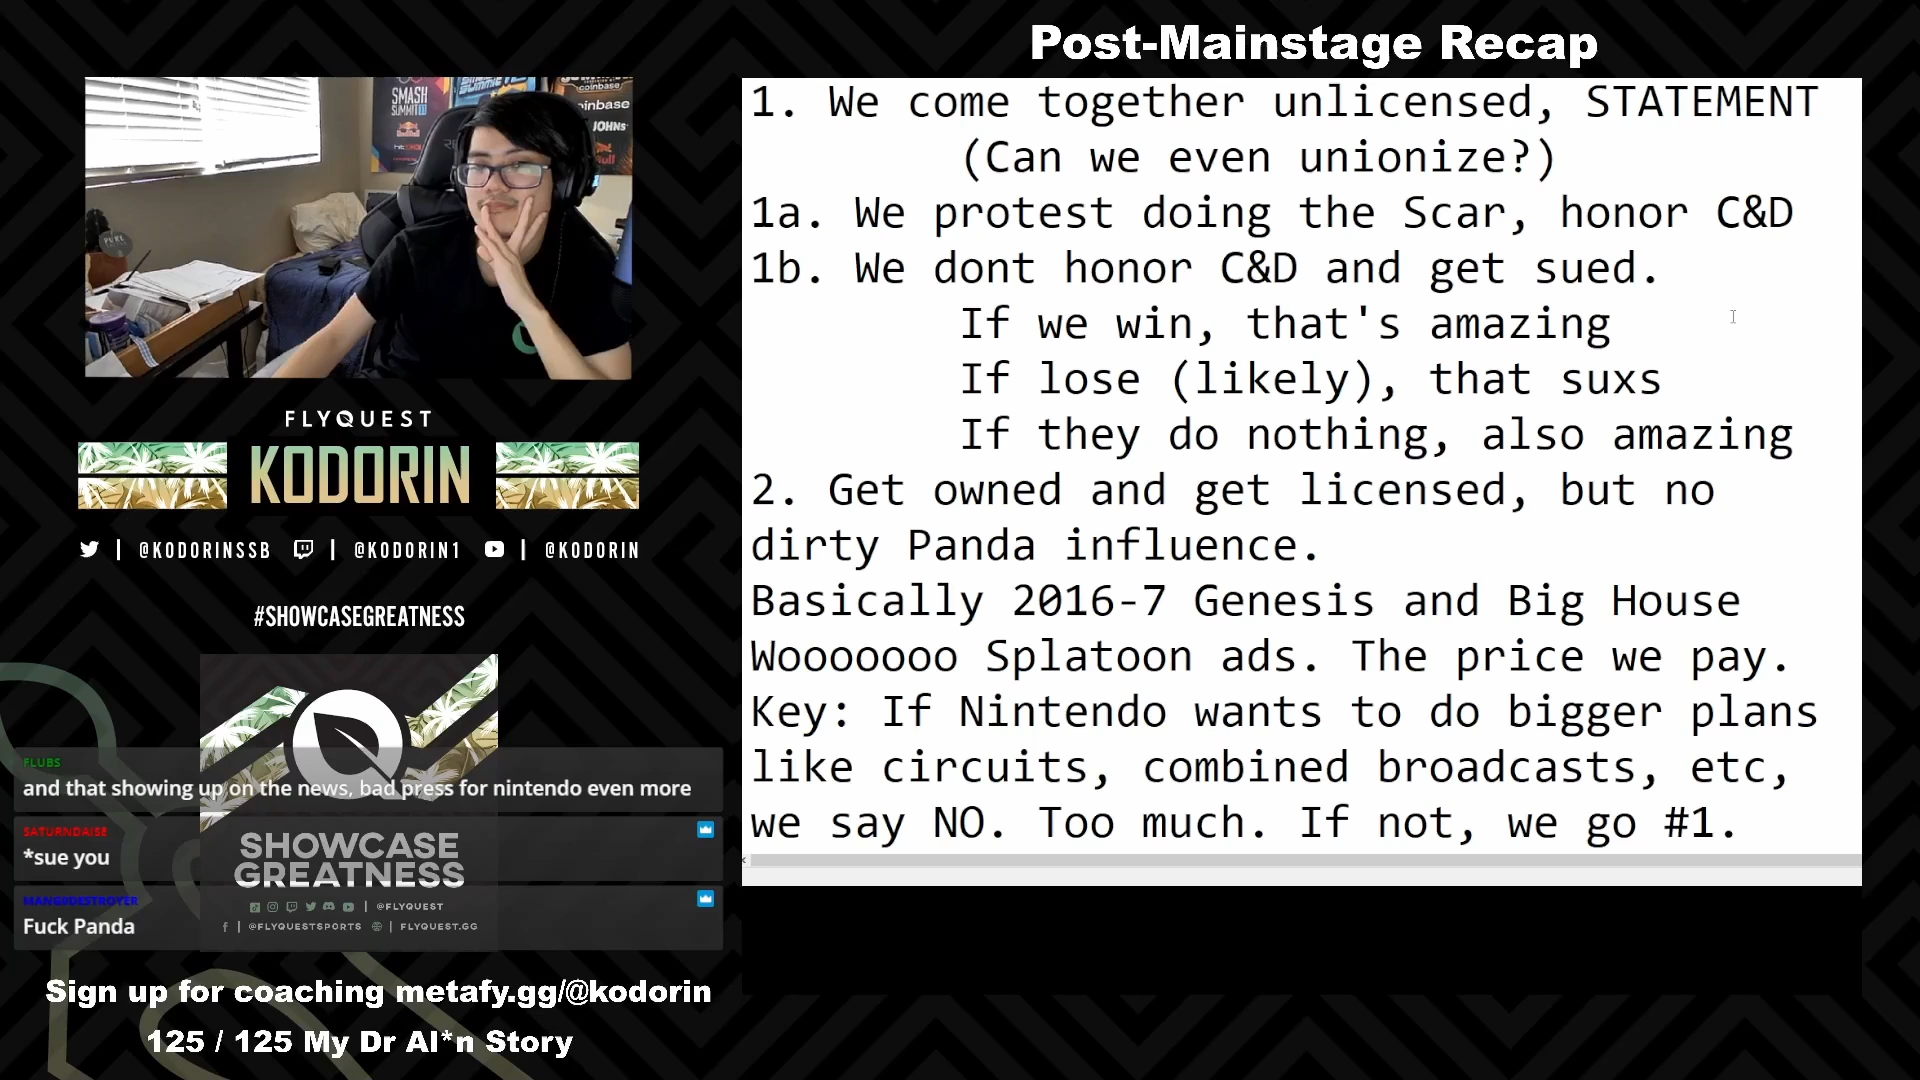 Post-Mainstage Recap
1. We come together unlicensed, STATEMENT
(Can we even unionize?)
1a. We protest doing the Scar, honor C&D
1b. We dont honor C&D and get sued.
If we win, that's amazing
If lose (likely), that suxs
If they do nothing, also amazing
2. Get owned and get licensed, but no
dirty Panda influence.
Basically 2016-7 Genesis and Big House
Wooooooo Splatoon ads. The price we pay.
Key: If Nintendo wants to do bigger plans
like circuits, combined broadcasts, etc,
we say NO. Too much. If not, we go #1.
SMASH
SUMMIT
coinbase
coinbase
JOHNS
FLYQUEST
KODORIN
| @KODORINSSB | @KODORIN1 | @KODORIN
#SHOWCASEGREATNESS
FLUBS
and that showing up on the news, bad press for nintendo even more
SATURNDAISE
*sue you
MANG0DESTROYER
Fuck Panda
SHOWCASE
GREATNESS
| @FLYQUEST
| @FLYQUESTSPORTS | FLYQUEST.GG
Sign up for coaching metafy.gg/@kodorin
125 / 125 My Dr Al*n Story